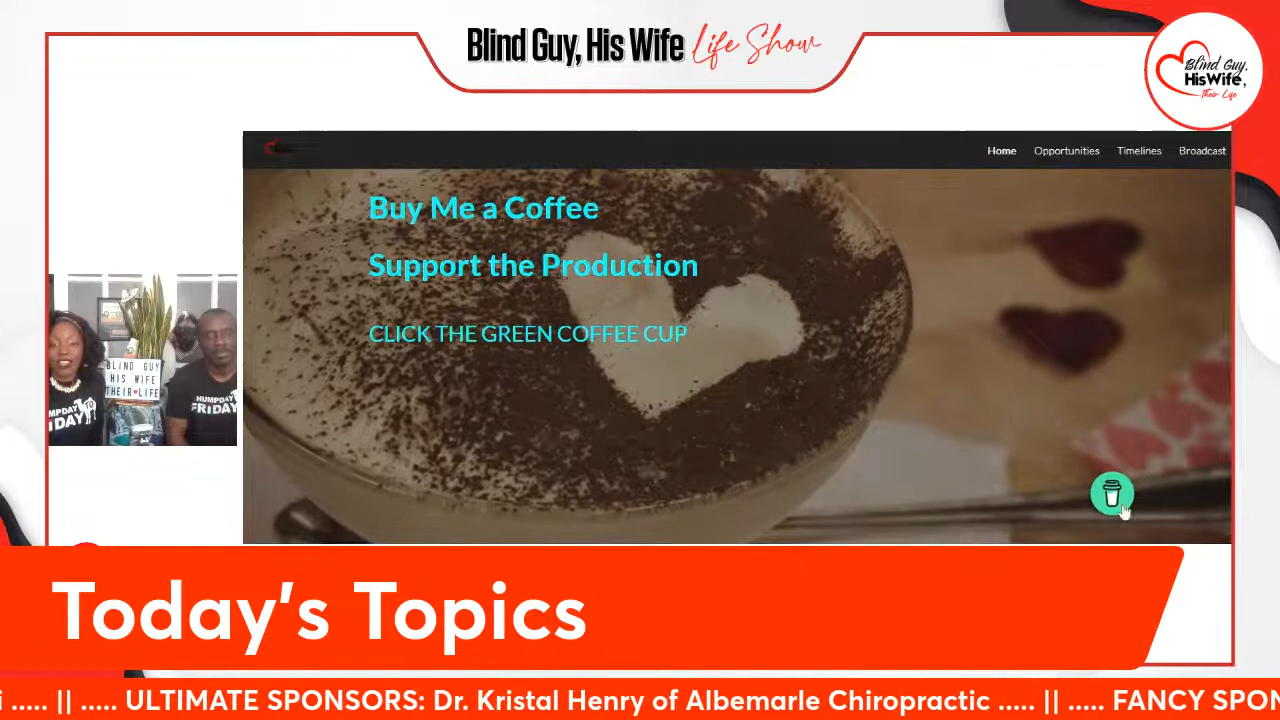 Blind Guy, His Wife Life Show
Blind Guy,
HisWife,
Their Life
Home Opportunities Timelines Broadcast
Buy Me a Coffee
Support the Production
CLICK THE GREEN COFFEE CUP
BLIND GUY
HIS WIFE
THEIR LIFE
HUMPDAY TO
FRIDAY
Today's Topics
i ..... || ..... ULTIMATE SPONSORS: Dr. Kristal Henry of Albemarle Chiropractic ..... || ..... FANCY SPON